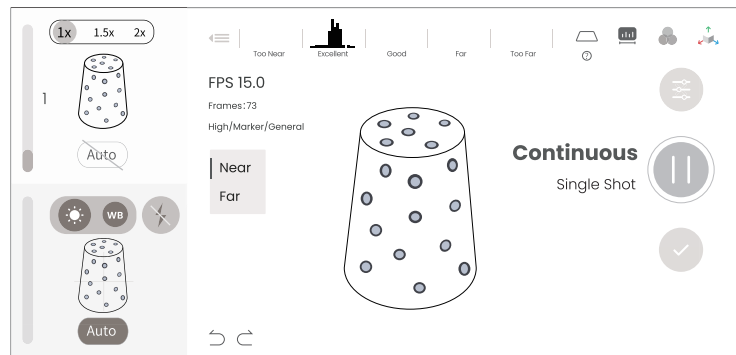 1x 1.5x 2x
1
Auto
WB
Auto
Too Near Excellent Good Far Too Far
?
FPS 15.0
Frames:73
High/Marker/General
Near
Far
Continuous
Single Shot